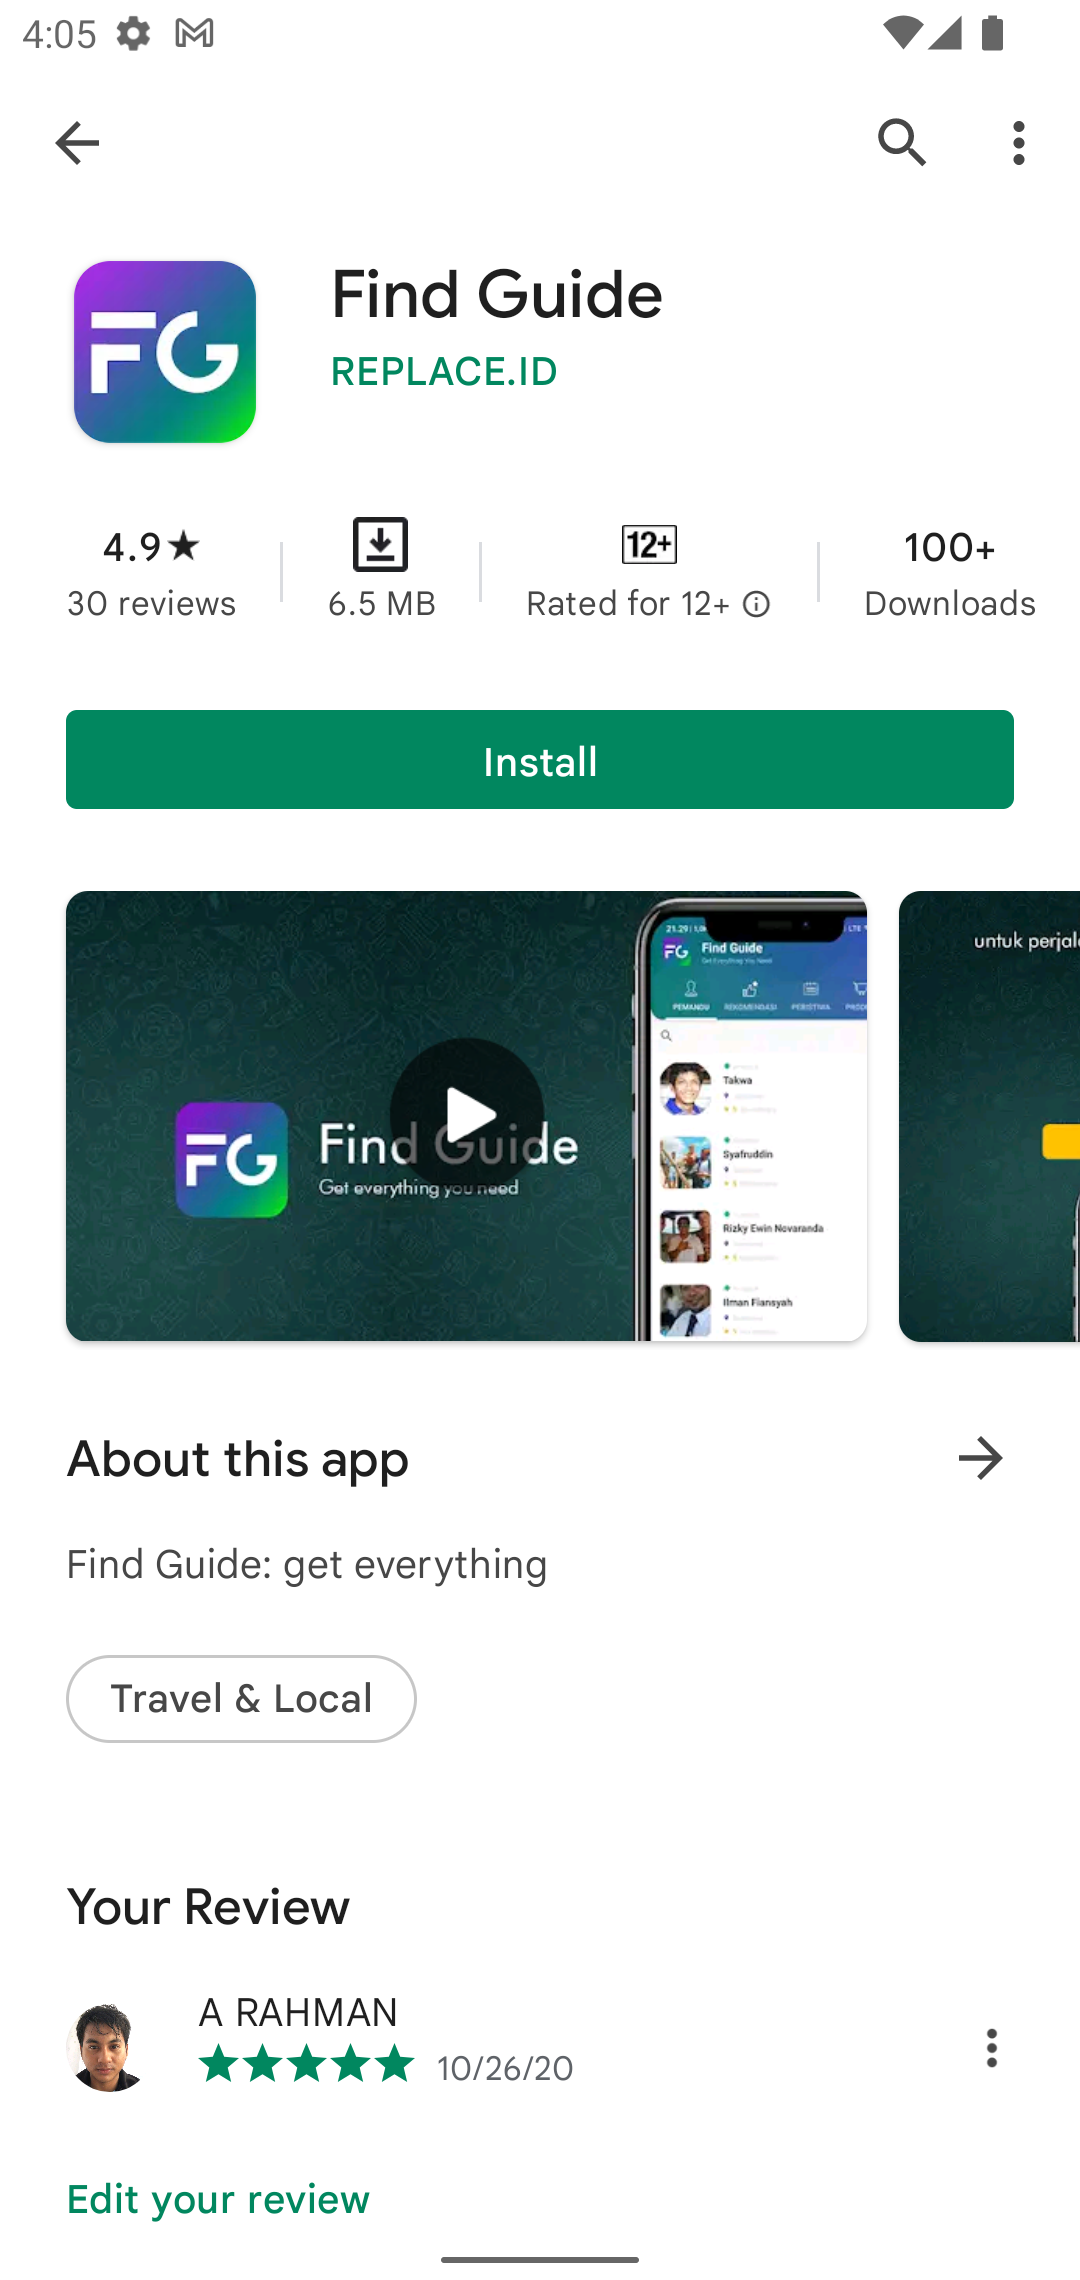 4:05
FG
Find Guide
REPLACE.ID
4.9★
30 reviews
6.5 MB
12+
Rated for 12+
100+
Downloads
Install
FG
Find Guide
Get everything you need
21.29
LTE
FG
Find Guide
Get Everything You Need
PEMANDU
REKOMENDASI
PERISTIWA
Takwa
Syafruddin
Rizky Ewin Novaranda
Ilman Fiansyah
untuk perjal
About this app
Find Guide: get everything
Travel & Local
Your Review
A RAHMAN
10/26/20
Edit your review